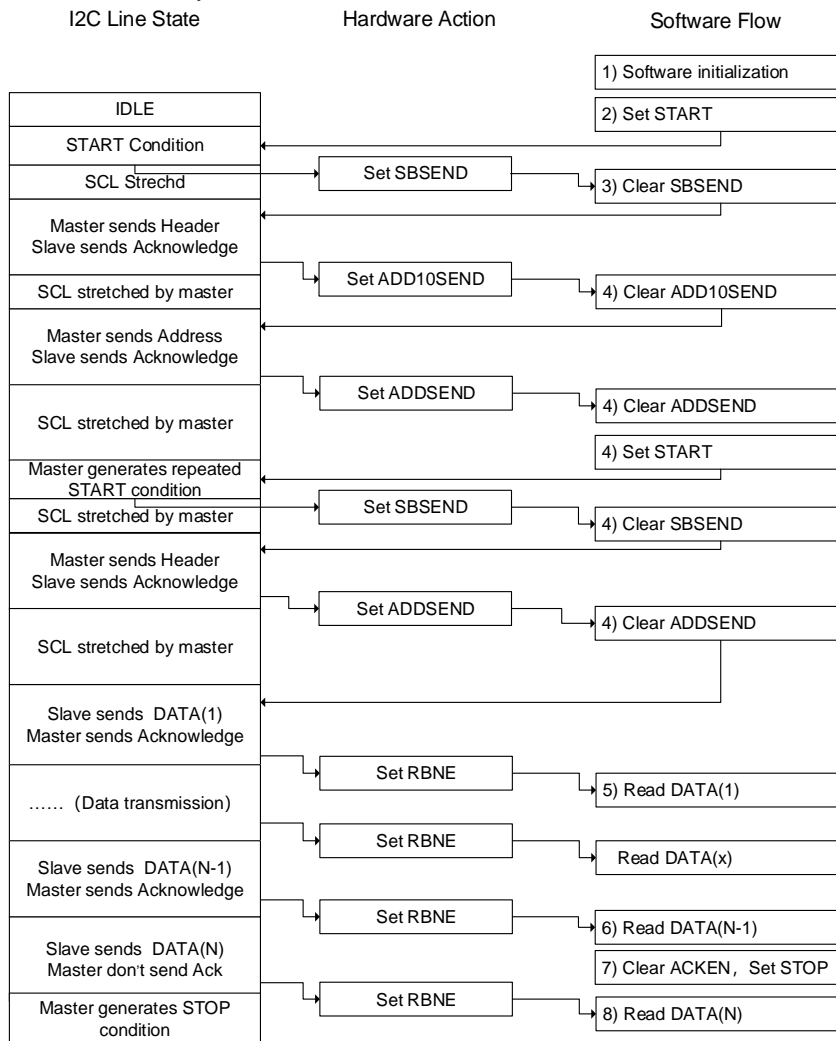 I2C Line State Hardware Action Software Flow
1) Software initialization
IDLE
2) Set START
START Condition
Set SBSEND
SCL Strechd
3) Clear SBSEND
Master sends Header
Slave sends Acknowledge
Set ADD10SEND
SCL stretched by master
4) Clear ADD10SEND
Master sends Address
Slave sends Acknowledge
Set ADDSEND
4) Clear ADDSEND
SCL stretched by master
4) Set START
Master generates repeated
START condition
Set SBSEND
SCL stretched by master
4) Clear SBSEND
Master sends Header
Slave sends Acknowledge
Set ADDSEND
4) Clear ADDSEND
SCL stretched by master
Slave sends DATA(1)
Master sends Acknowledge
Set RBNE
5) Read DATA(1)
…… (Data transmission)
Set RBNE
Read DATA(x)
Slave sends DATA(N-1)
Master sends Acknowledge
Set RBNE
6) Read DATA(N-1)
Slave sends DATA(N)
Master don't send Ack
7) Clear ACKEN, Set STOP
Set RBNE
8) Read DATA(N)
Master generates STOP
condition